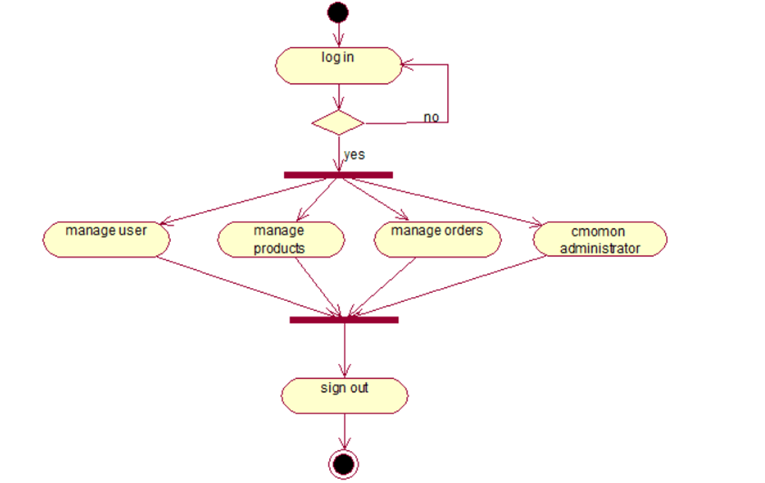 log in
no
yes
manage user
manage
products
manage orders
cmomon
administrator
sign out